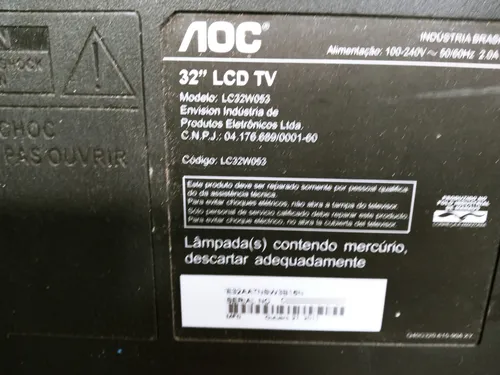 SHOCK
CHOC
PAS OUVRIR
AOC
INDÚSTRIA BRAS
Alimentação: 100-240V~ 50/60Hz 2.0A
32" LCD TV
Modelo: LC32W053
Envision Indústria de
Produtos Eletrônicos Ltda.
C.N.P.J.: 04.176.689/0001-60
Código: LC32W053
Este produto deve ser reparado somente por pessoal qualifica
do da assistência técnica.
Para evitar choques elétricos, não abra a tampa do televisor.
Sólo personal de servicio calificado debe reparar este producto
Para evitar choque eléctrico, no abra la cubierta del televisor.
Lâmpada(s) contendo mercúrio,
descartar adequadamente
SERIAL NO
MFD